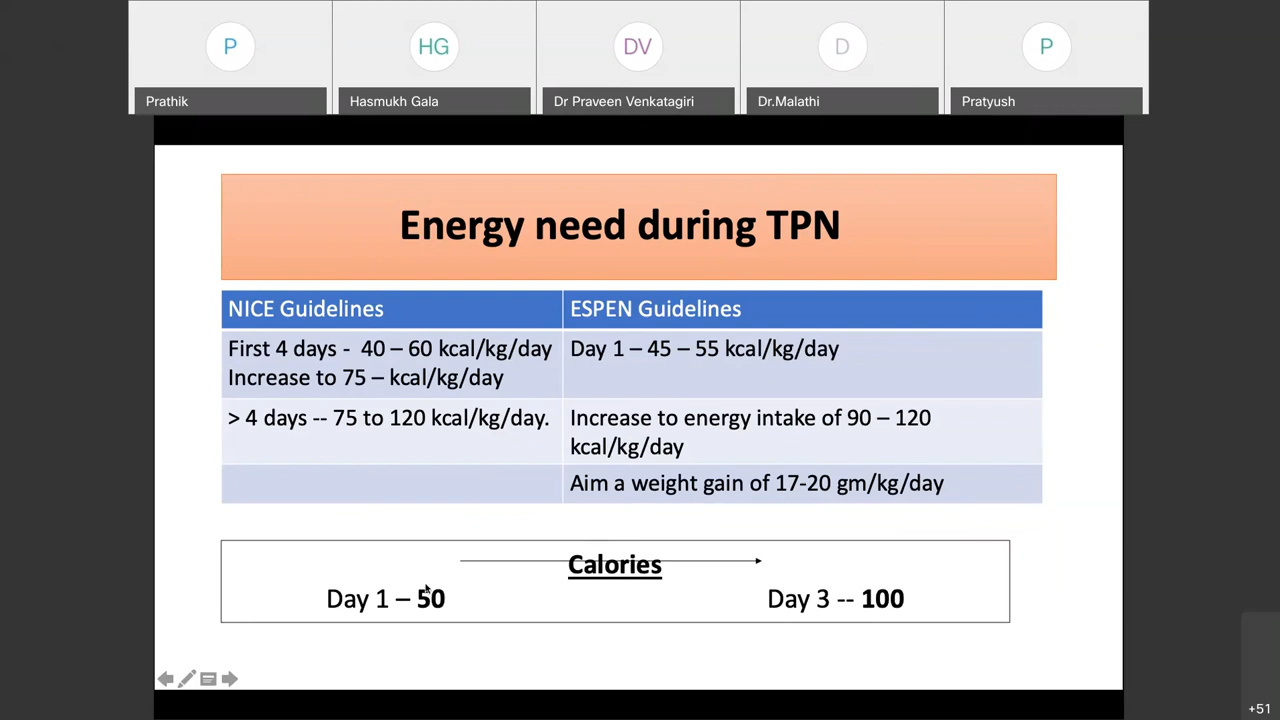 P
HG
DV
D
P
Prathik
Hasmukh Gala
Dr Praveen Venkatagiri
Dr.Malathi
Pratyush
Energy need during TPN
NICE Guidelines
ESPEN Guidelines
First 4 days - 40 – 60 kcal/kg/day
Increase to 75 – kcal/kg/day
Day 1 – 45 – 55 kcal/kg/day
> 4 days -- 75 to 120 kcal/kg/day.
Increase to energy intake of 90 – 120
kcal/kg/day
Aim a weight gain of 17-20 gm/kg/day
Calories
Day 1 – 50
Day 3 -- 100
+51